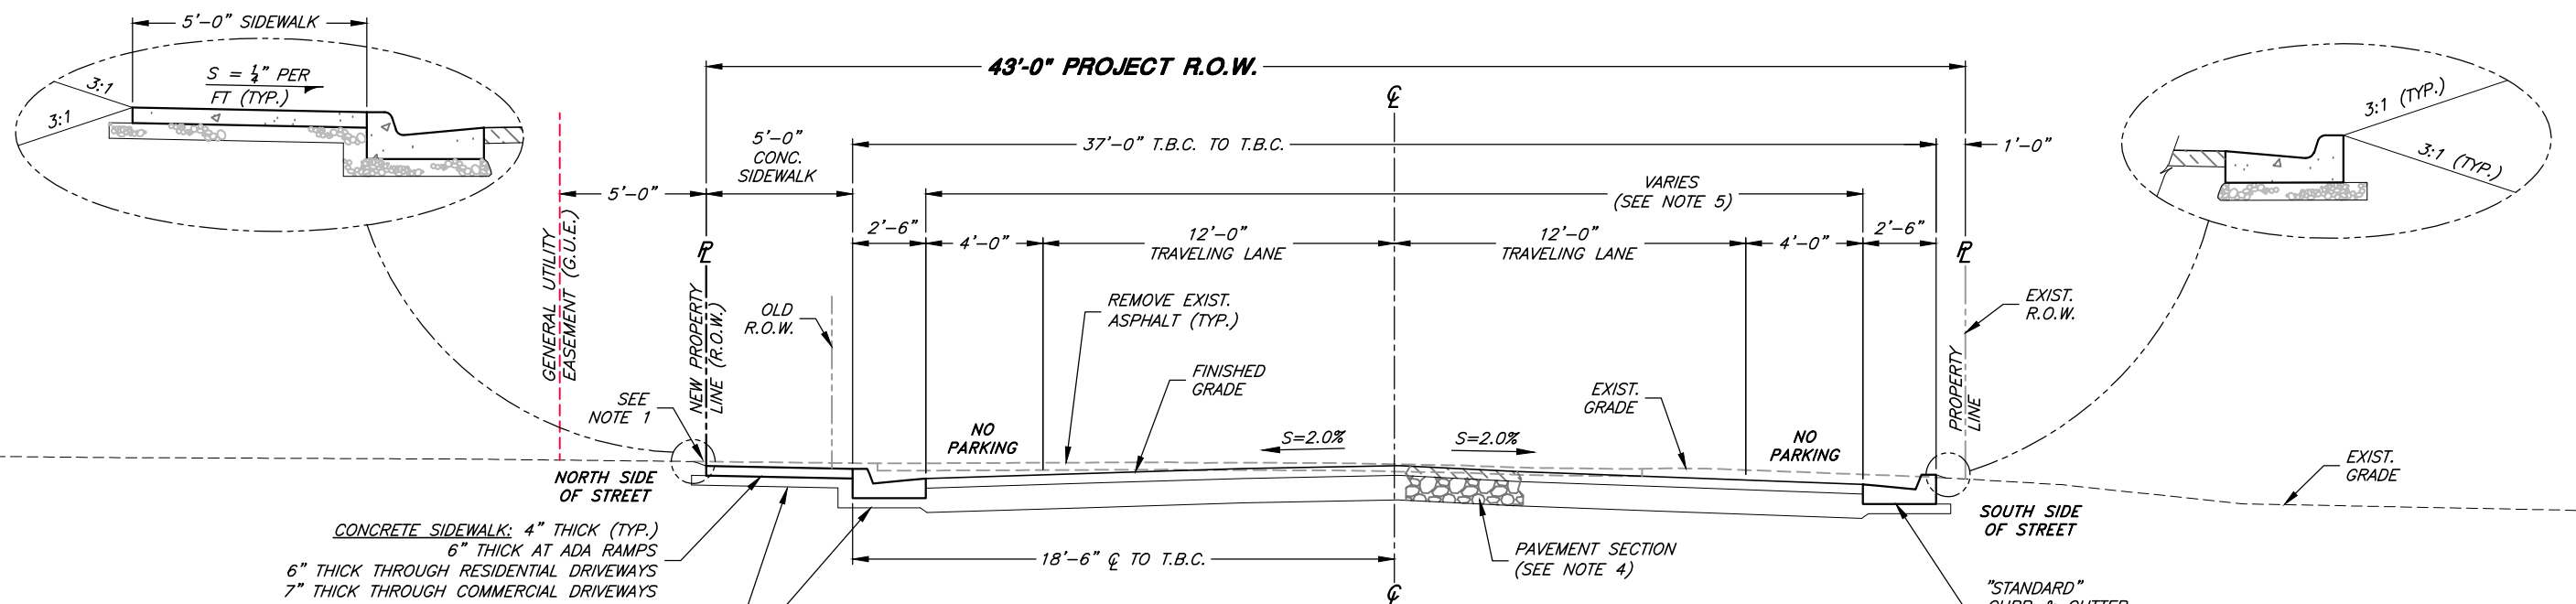 5'-0" SIDEWALK
3:1
3:1
S = 1/4" PER
FT (TYP.)
43'-0" PROJECT R.O.W.
℄
5'-0"
CONC.
SIDEWALK
37'-0" T.B.C. TO T.B.C.
1'-0"
3:1 (TYP.)
3:1 (TYP.)
5'-0"
VARIES
(SEE NOTE 5)
2'-6"
4'-0"
12'-0"
TRAVELING LANE
12'-0"
TRAVELING LANE
4'-0"
2'-6"
GENERAL UTILITY
EASEMENT (G.U.E.)
PL
NEW PROPERTY
LINE (R.O.W.)
OLD
R.O.W.
REMOVE EXIST.
ASPHALT (TYP.)
FINISHED
GRADE
EXIST.
GRADE
PL
PROPERTY
LINE
EXIST.
R.O.W.
SEE
NOTE 1
NO
PARKING
S=2.0%
S=2.0%
NO
PARKING
EXIST.
GRADE
NORTH SIDE
OF STREET
SOUTH SIDE
OF STREET
CONCRETE SIDEWALK: 4" THICK (TYP.)
6" THICK AT ADA RAMPS
6" THICK THROUGH RESIDENTIAL DRIVEWAYS
7" THICK THROUGH COMMERCIAL DRIVEWAYS
18'-6" ℄ TO T.B.C.
℄
PAVEMENT SECTION
(SEE NOTE 4)
"STANDARD"
CURB & GUTTER